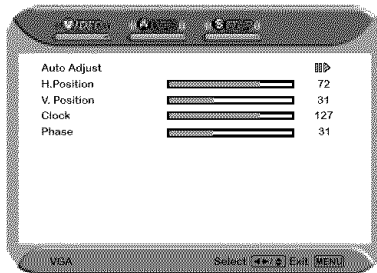 Auto Adjust
H.Position 72
V. Position 31
Clock 127
Phase 31
VGA Select Exit MENU